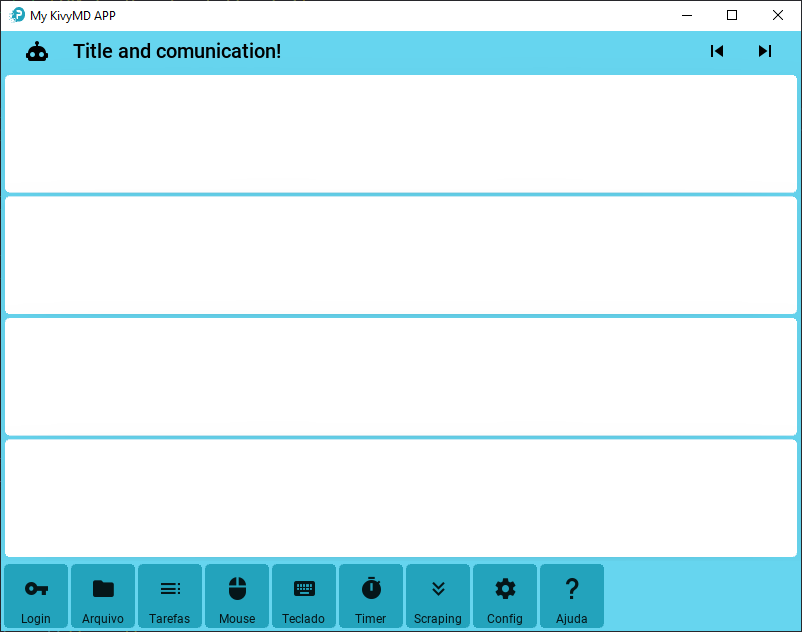 My KivyMD APP
Title and comunication!
Login Arquivo Tarefas Mouse Teclado Timer Scraping Config Ajuda